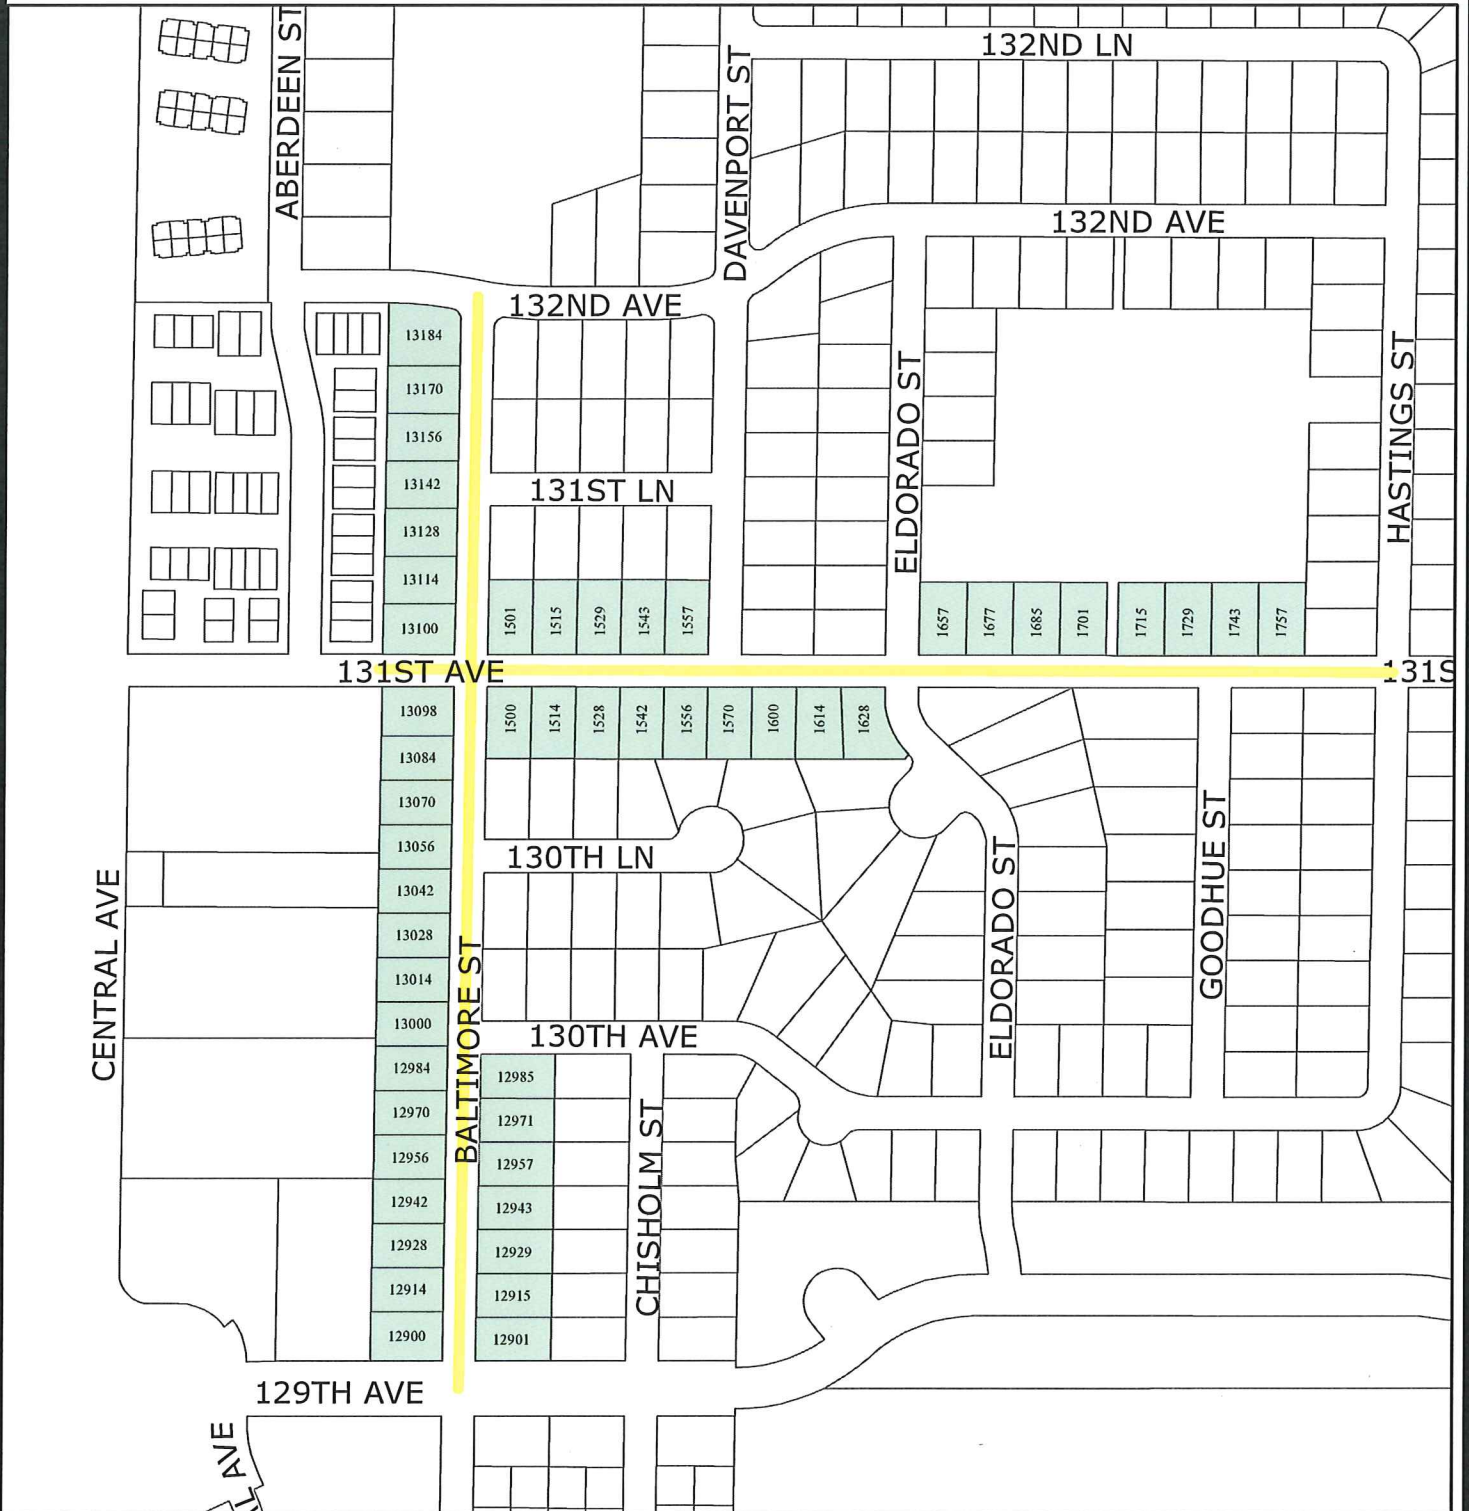 132ND LN
ABERDEEN ST
DAVENPORT ST
132ND AVE
132ND AVE
13184
13170
13156
13142
13128
13114
13100
131ST LN
ELDORADO ST
HASTINGS ST
1501
1515
1529
1543
1557
1657
1677
1685
1701
1715
1729
1743
1757
131ST AVE
131S
13098
13084
13070
13056
13042
13028
13014
13000
12984
12970
12956
12942
12928
12914
12900
1500
1514
1528
1542
1556
1570
1600
1614
1628
130TH LN
CENTRAL AVE
BALTIMORE ST
ELDORADO ST
GOODHUE ST
130TH AVE
12985
12971
12957
12943
12929
12915
12901
CHISHOLM ST
129TH AVE
L AVE